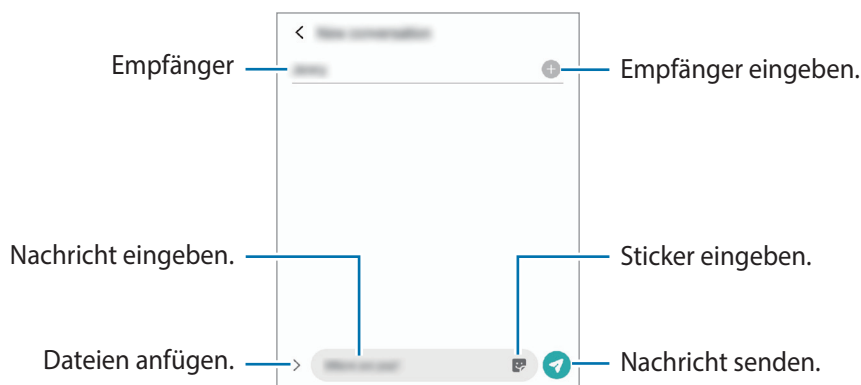 Empfänger
Empfänger eingeben.
Nachricht eingeben.
Sticker eingeben.
Dateien anfügen.
Nachricht senden.